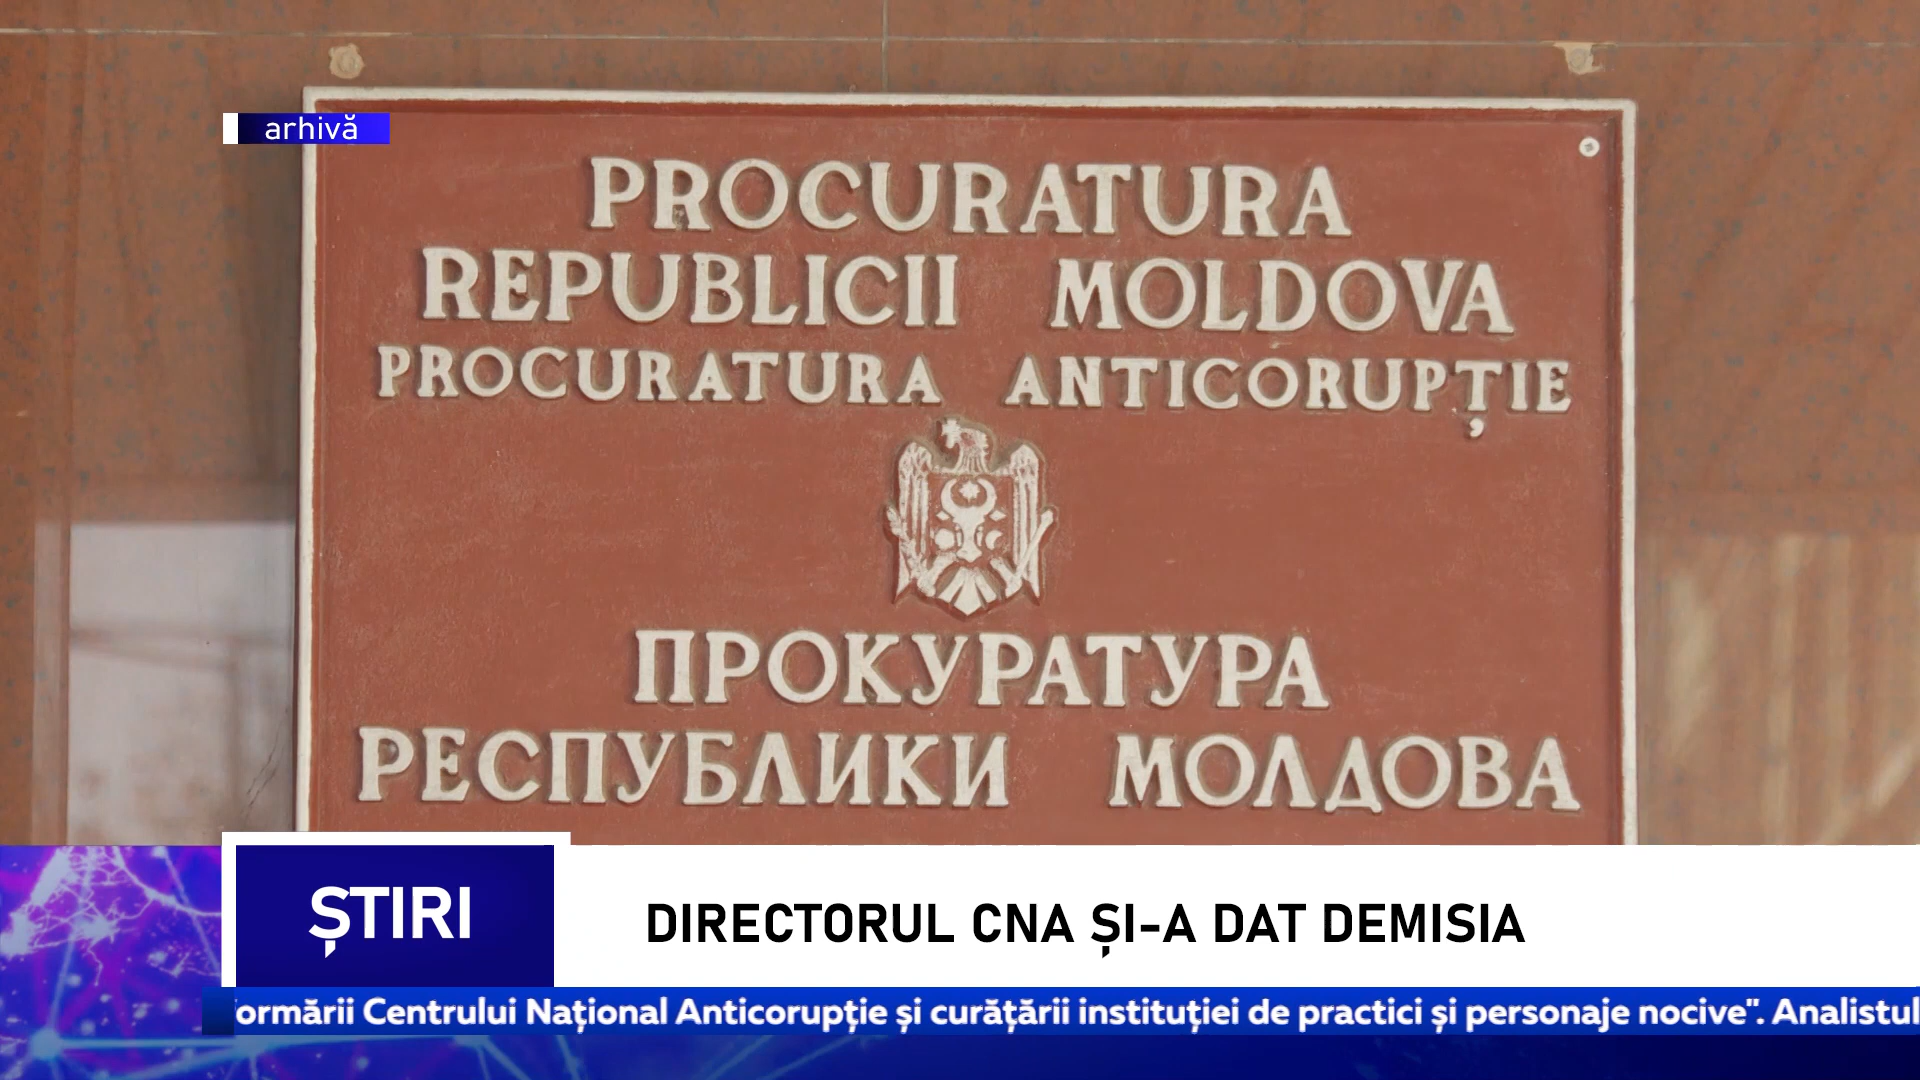 arhivă
PROCURATURA
REPUBLICII MOLDOVA
PROCURATURA ANTICORUPȚIE
ПРОКУРАТУРА
РЕСПУБЛИКИ МОЛДОВА
ȘTIRI
DIRECTORUL CNA ȘI-A DAT DEMISIA
Centrului Național Anticorupție și curățării instituției de practici și personaje nocive". Analistul